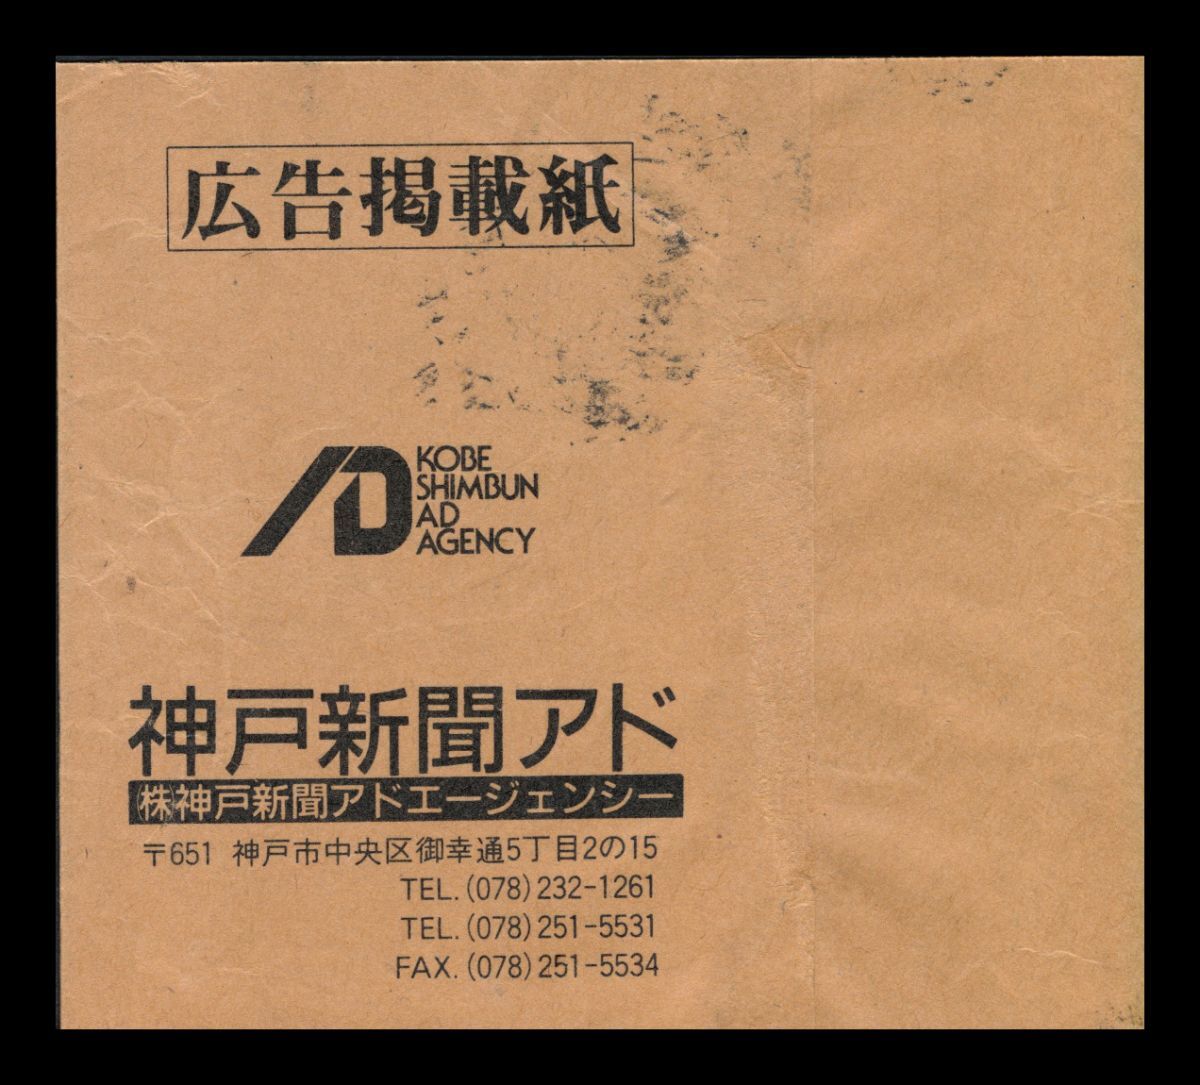 広告掲載紙
KOBE
SHIMBUN
AD
AGENCY
神戸新聞アド
(株)神戸新聞アドエージェンシー
〒651 神戸市中央区御幸通5丁目2の15
TEL.(078)232-1261
TEL.(078)251-5531
FAX.(078)251-5534